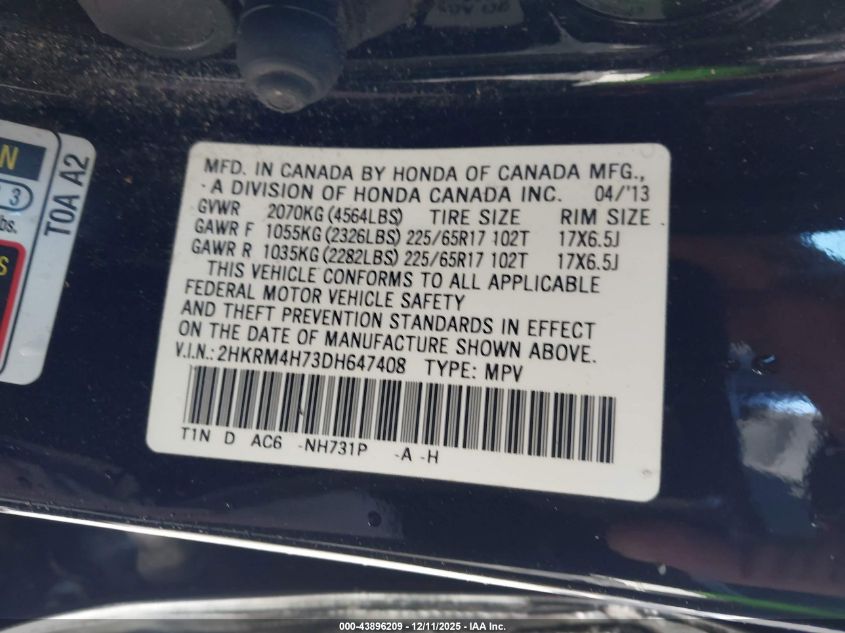 MFD. IN CANADA BY HONDA OF CANADA MFG.,
A DIVISION OF HONDA CANADA INC. 04/'13
GVWR 2070KG (4564LBS) TIRE SIZE RIM SIZE
GAWR F 1055KG (2326LBS) 225/65R17 102T 17X6.5J
GAWR R 1035KG (2282LBS) 225/65R17 102T 17X6.5J
THIS VEHICLE CONFORMS TO ALL APPLICABLE
FEDERAL MOTOR VEHICLE SAFETY
AND THEFT PREVENTION STANDARDS IN EFFECT
ON THE DATE OF MANUFACTURE SHOWN ABOVE.
V.I.N.: 2HKRM4H73DH647408 TYPE: MPV
T1N D AC6 -NH731P -A -H
N
3
lbs.
S
T0A A2
000-43896209 - 12/11/2025 - IAA Inc.